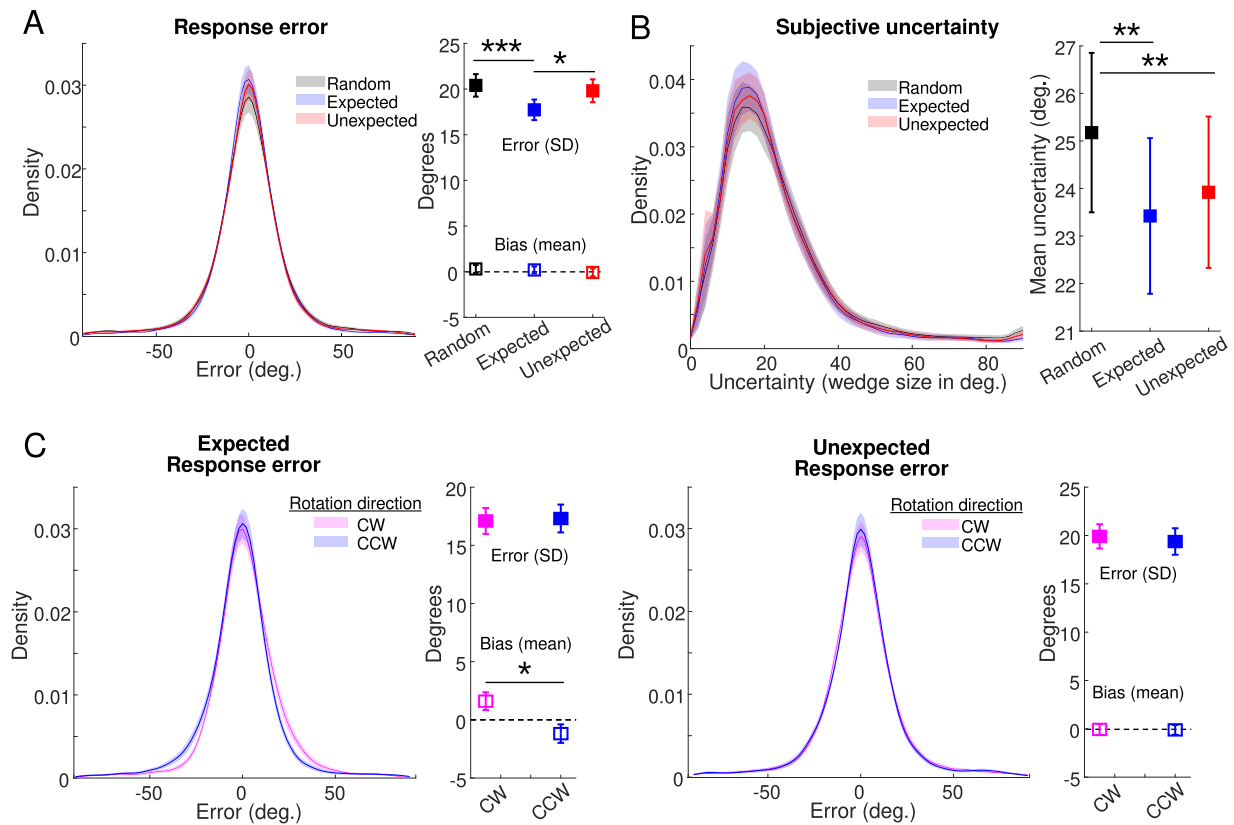 A
Response error
Density
0.03
0.02
0.01
0
-50
0
50
Error (deg.)
Random
Expected
Unexpected
Degrees
25
20
15
10
5
0
-5
***
*
Error (SD)
Bias (mean)
Random
Expected
Unexpected
B
Subjective uncertainty
Density
0.04
0.03
0.02
0.01
0
0
20
40
60
80
Uncertainty (wedge size in deg.)
Random
Expected
Unexpected
Mean uncertainty (deg.)
27
26
25
24
23
22
21
**
**
Random
Expected
Unexpected
C
Expected
Response error
Density
0.03
0.02
0.01
0
-50
0
50
Error (deg.)
Rotation direction
CW
CCW
Degrees
20
15
10
5
0
-5
Error (SD)
Bias (mean)
*
CW
CCW
Unexpected
Response error
Density
0.03
0.02
0.01
0
-50
0
50
Error (deg.)
Rotation direction
CW
CCW
Degrees
25
20
15
10
5
0
-5
Error (SD)
Bias (mean)
CW
CCW